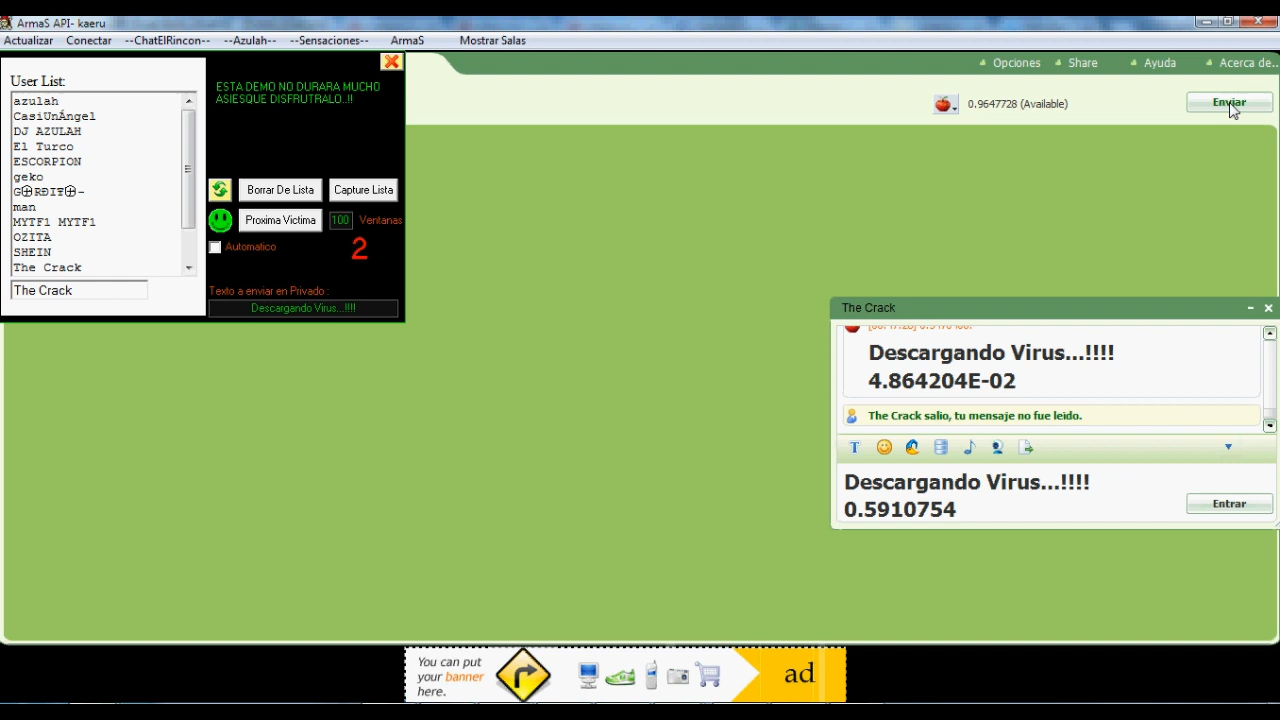 ArmaS API- kaeru
Actualizar Conectar --ChatElRincon-- --Azulah-- --Sensaciones-- ArmaS Mostrar Salas
User List:
azulah
CasiUnÁngel
DJ AZULAH
El Turco
ESCORPION
geko
man
MYTF1 MYTF1
OZITA
SHEIN
The Crack
The Crack
ESTA DEMO NO DURARA MUCHO
ASIESQUE DISFRUTRALO..!!
Borrar De Lista Capture Lista
Proxima Victima 100 Ventanas
Automatico 2
Texto a enviar en Privado :
Descargando Virus...!!!!
Opciones Share Ayuda Acerca de..
0.9647728 (Available) Enviar
The Crack
Descargando Virus...!!!!
4.864204E-02
The Crack salio, tu mensaje no fue leido.
Descargando Virus...!!!!
0.5910754
Entrar
You can put
your banner
here.
ad